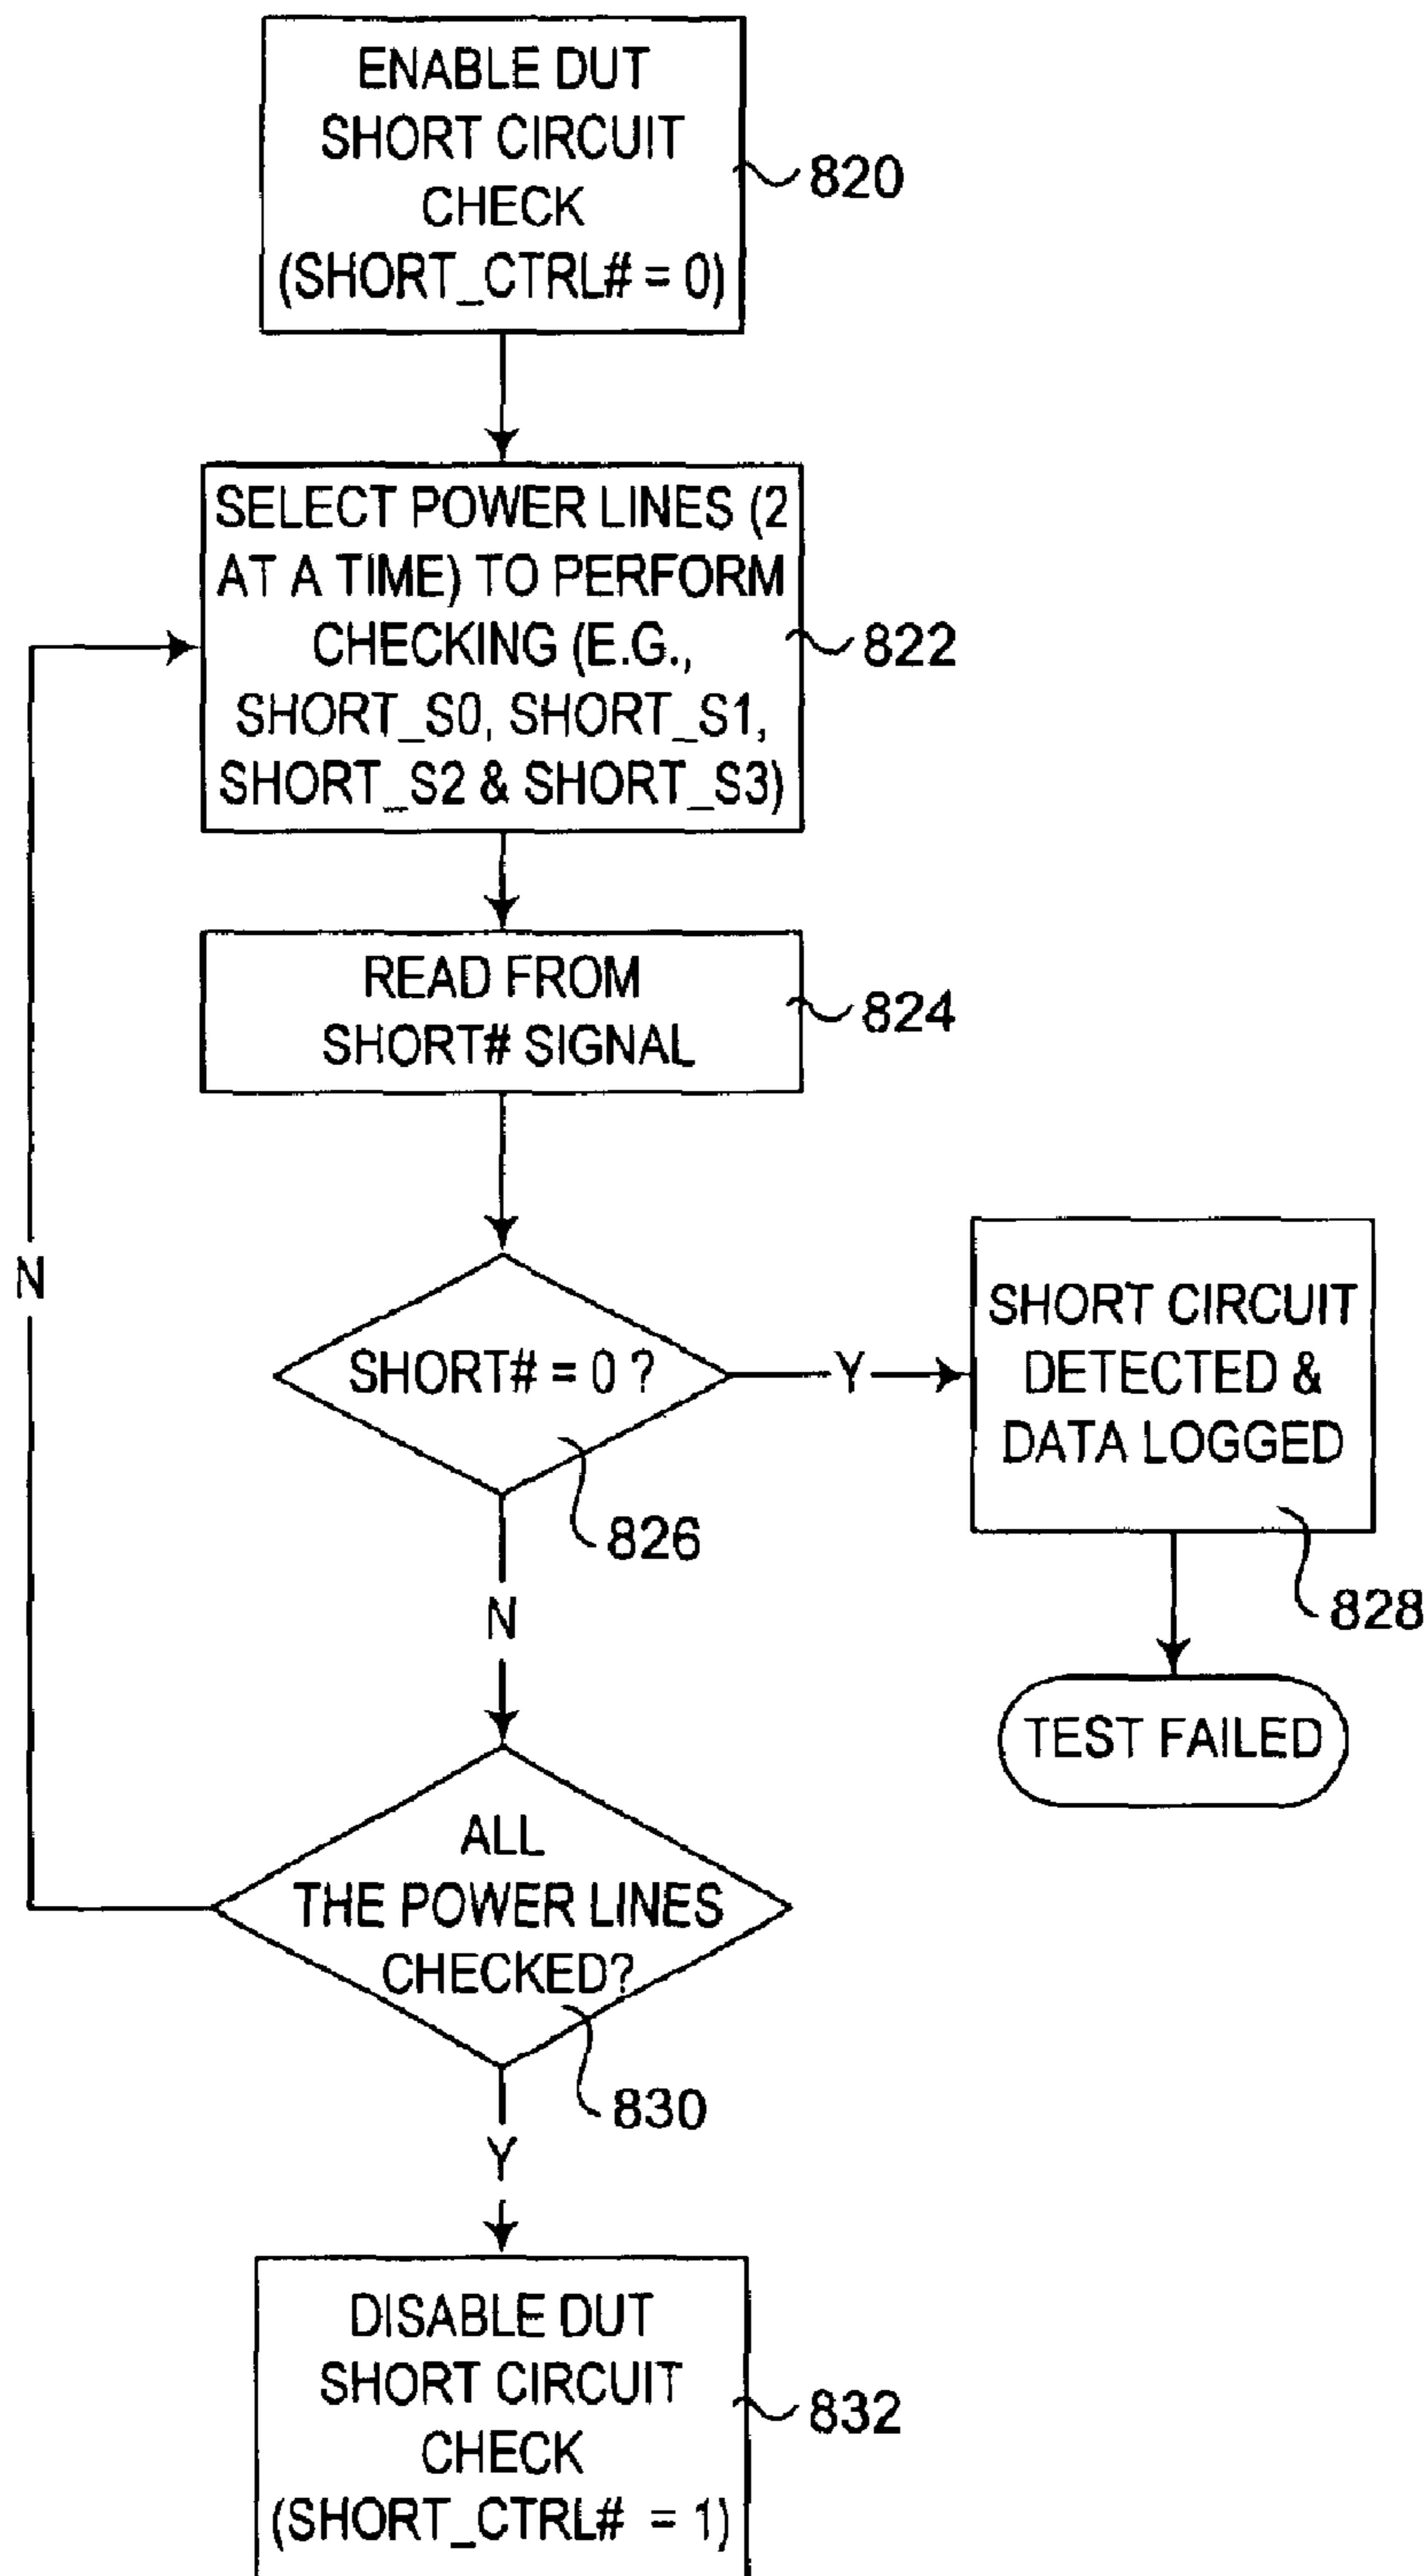 ENABLE DUT
SHORT CIRCUIT
CHECK
(SHORT_CTRL# = 0)
820
SELECT POWER LINES (2
AT A TIME) TO PERFORM
CHECKING (E.G.,
SHORT_S0, SHORT_S1,
SHORT_S2 & SHORT_S3)
822
READ FROM
SHORT# SIGNAL
824
N
SHORT# = 0 ?
Y
826
SHORT CIRCUIT
DETECTED &
DATA LOGGED
828
TEST FAILED
N
ALL
THE POWER LINES
CHECKED?
830
Y
DISABLE DUT
SHORT CIRCUIT
CHECK
(SHORT_CTRL# = 1)
832